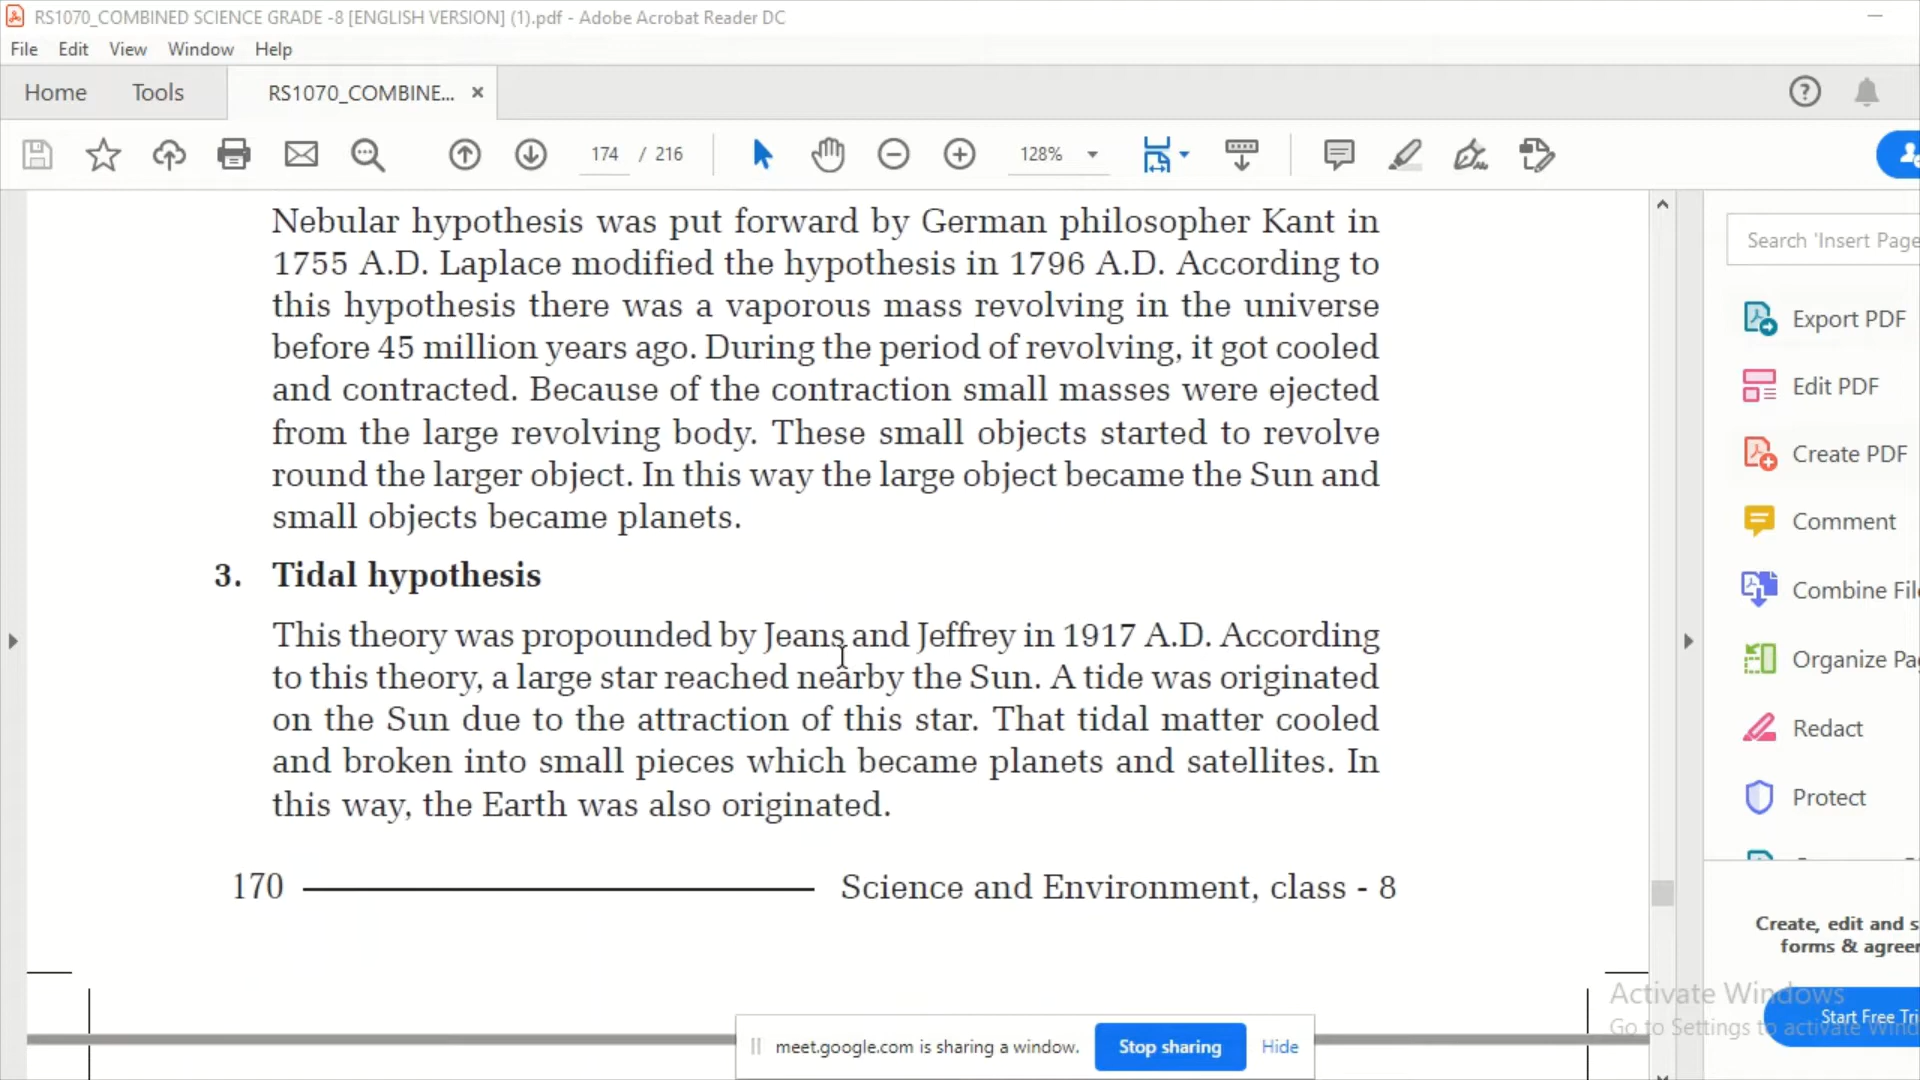 RS1070_COMBINED SCIENCE GRADE -8 [ENGLISH VERSION] (1).pdf - Adobe Acrobat Reader DC
File Edit View Window Help
Home Tools RS1070_COMBINE... ×
174 / 216 128%
Nebular hypothesis was put forward by German philosopher Kant in
1755 A.D. Laplace modified the hypothesis in 1796 A.D. According to
this hypothesis there was a vaporous mass revolving in the universe
before 45 million years ago. During the period of revolving, it got cooled
and contracted. Because of the contraction small masses were ejected
from the large revolving body. These small objects started to revolve
round the larger object. In this way the large object became the Sun and
small objects became planets.
3. Tidal hypothesis
This theory was propounded by Jeans and Jeffrey in 1917 A.D. According
to this theory, a large star reached nearby the Sun. A tide was originated
on the Sun due to the attraction of this star. That tidal matter cooled
and broken into small pieces which became planets and satellites. In
this way, the Earth was also originated.
170 Science and Environment, class - 8
Search 'Insert Page
Export PDF
Edit PDF
Create PDF
Comment
Combine File
Organize Pa
Redact
Protect
Create, edit and s
forms & agreer
Activate Windows
Start Free Tri
Go to Settings to activate Wind
meet.google.com is sharing a window. Stop sharing Hide